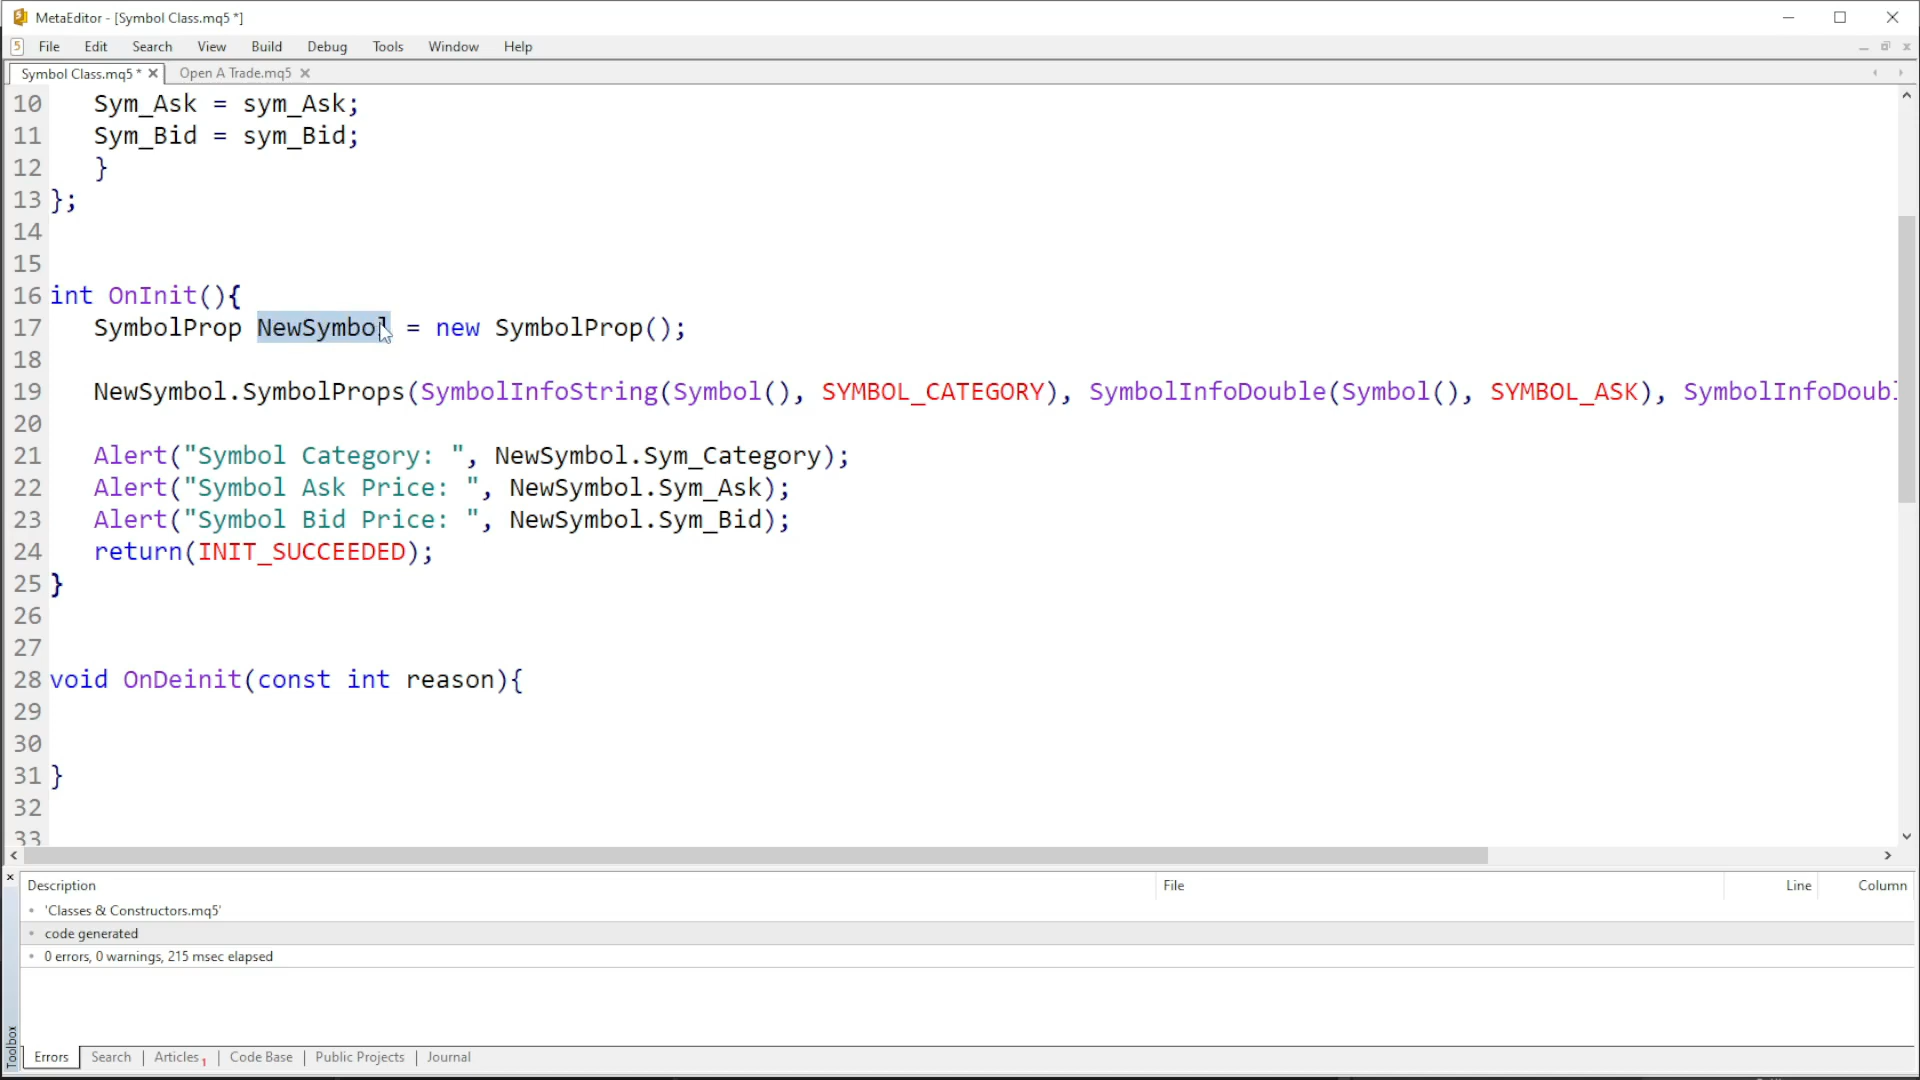 MetaEditor - [Symbol Class.mq5 *]
5 File Edit Search View Build Debug Tools Window Help
Symbol Class.mq5 * Open A Trade.mq5
10 Sym_Ask = sym_Ask;
11 Sym_Bid = sym_Bid;
12 }
13 };
14
15
16 int OnInit(){
17 SymbolProp NewSymbol = new SymbolProp();
18
19 NewSymbol.SymbolProps(SymbolInfoString(Symbol(), SYMBOL_CATEGORY), SymbolInfoDouble(Symbol(), SYMBOL_ASK), SymbolInfoDoubl
20
21 Alert("Symbol Category: ", NewSymbol.Sym_Category);
22 Alert("Symbol Ask Price: ", NewSymbol.Sym_Ask);
23 Alert("Symbol Bid Price: ", NewSymbol.Sym_Bid);
24 return(INIT_SUCCEEDED);
25 }
26
27
28 void OnDeinit(const int reason){
29
30
31 }
32
33
Description File Line Column
'Classes & Constructors.mq5'
code generated
0 errors, 0 warnings, 215 msec elapsed
Toolbox
Errors Search Articles 1 Code Base Public Projects Journal